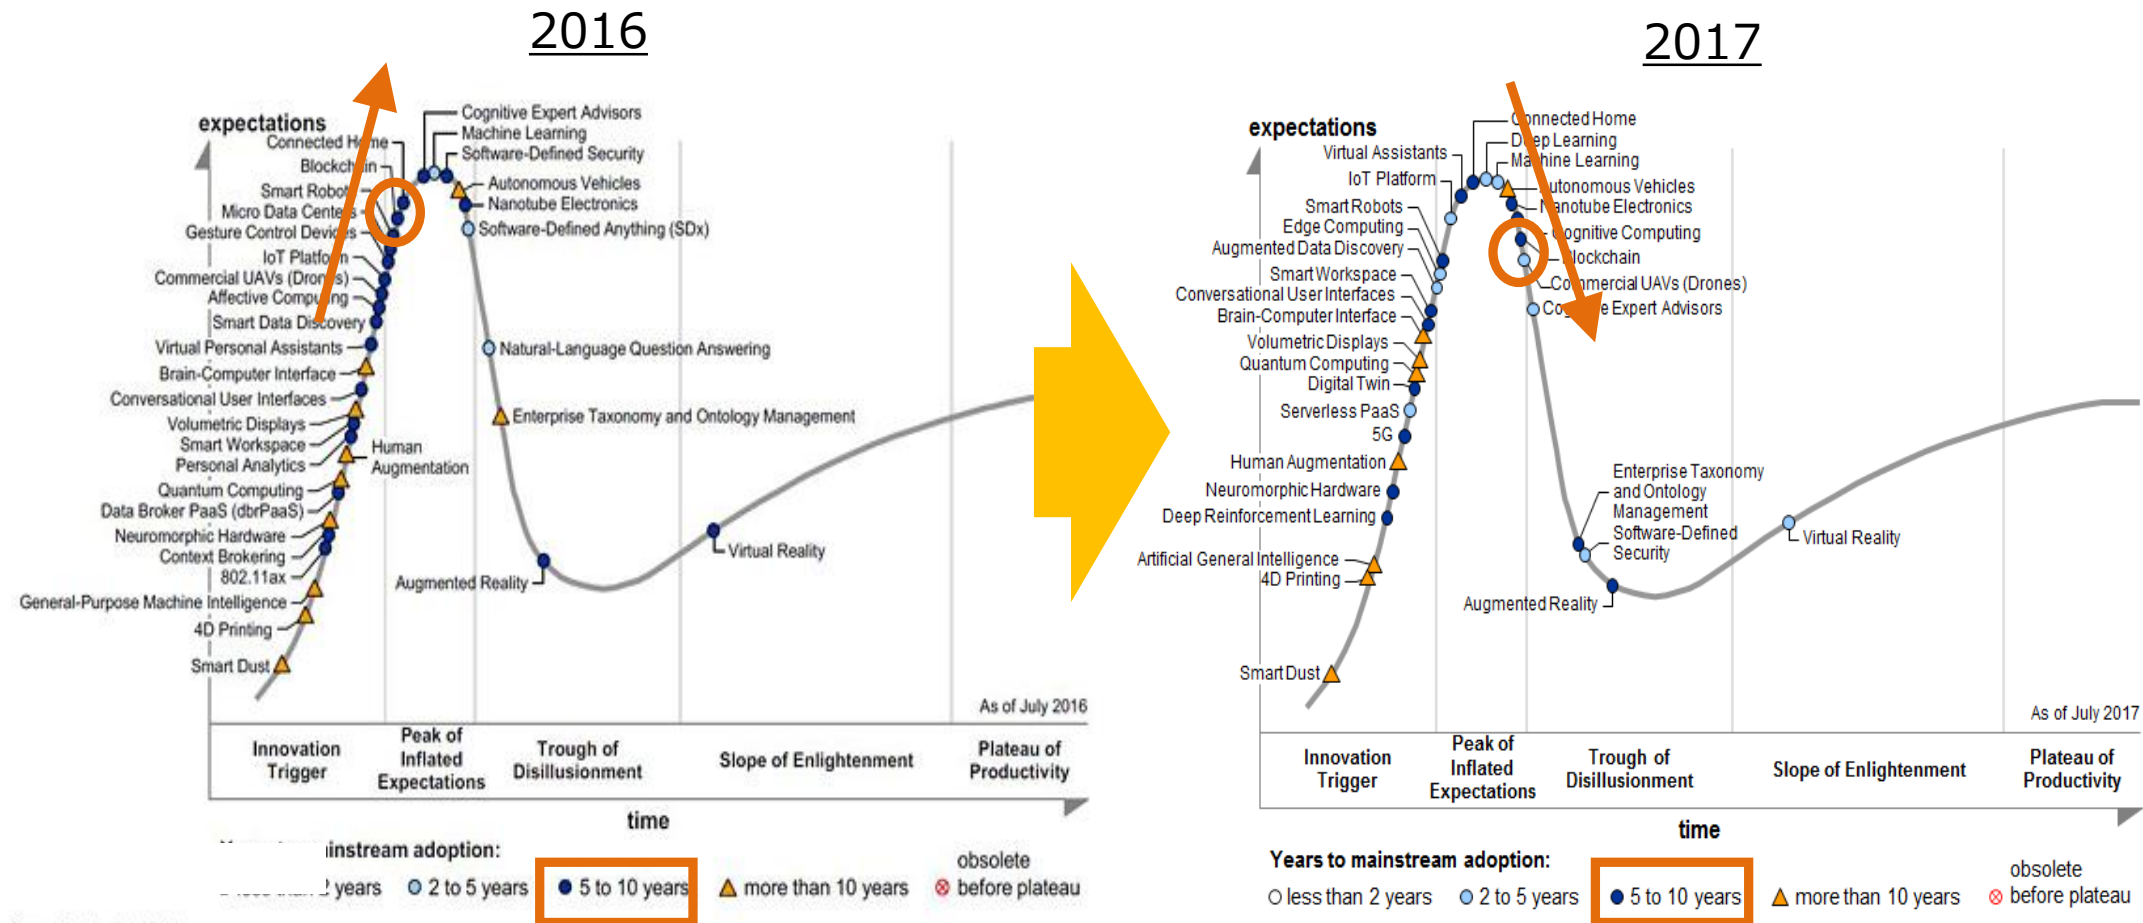 2016
expectations
Connected Home
Blockchain
Smart Robots
Micro Data Centers
Gesture Control Devices
IoT Platform
Commercial UAVs (Drones)
Affective Computing
Smart Data Discovery
Virtual Personal Assistants
Brain-Computer Interface
Conversational User Interfaces
Volumetric Displays
Smart Workspace
Personal Analytics
Quantum Computing
Data Broker PaaS (dbrPaaS)
Neuromorphic Hardware
Context Brokering
802.11ax
General-Purpose Machine Intelligence
4D Printing
Smart Dust
Human
Augmentation
Cognitive Expert Advisors
Machine Learning
Software-Defined Security
Autonomous Vehicles
Nanotube Electronics
Software-Defined Anything (SDx)
Natural-Language Question Answering
Enterprise Taxonomy and Ontology Management
Augmented Reality
Virtual Reality
As of July 2016
Innovation
Trigger
Peak of
Inflated
Expectations
Trough of
Disillusionment
Slope of Enlightenment
Plateau of
Productivity
time
mainstream adoption:
2 years
2 to 5 years
5 to 10 years
more than 10 years
obsolete
before plateau
2017
expectations
Virtual Assistants
IoT Platform
Smart Robots
Edge Computing
Augmented Data Discovery
Smart Workspace
Conversational User Interfaces
Brain-Computer Interface
Volumetric Displays
Quantum Computing
Digital Twin
Serverless PaaS
5G
Human Augmentation
Neuromorphic Hardware
Deep Reinforcement Learning
Artificial General Intelligence
4D Printing
Smart Dust
Connected Home
Deep Learning
Machine Learning
Autonomous Vehicles
Nanotube Electronics
Cognitive Computing
Blockchain
Commercial UAVs (Drones)
Cognitive Expert Advisors
Enterprise Taxonomy
and Ontology
Management
Software-Defined
Security
Augmented Reality
Virtual Reality
As of July 2017
Innovation
Trigger
Peak of
Inflated
Expectations
Trough of
Disillusionment
Slope of Enlightenment
Plateau of
Productivity
time
Years to mainstream adoption:
less than 2 years
2 to 5 years
5 to 10 years
more than 10 years
obsolete
before plateau